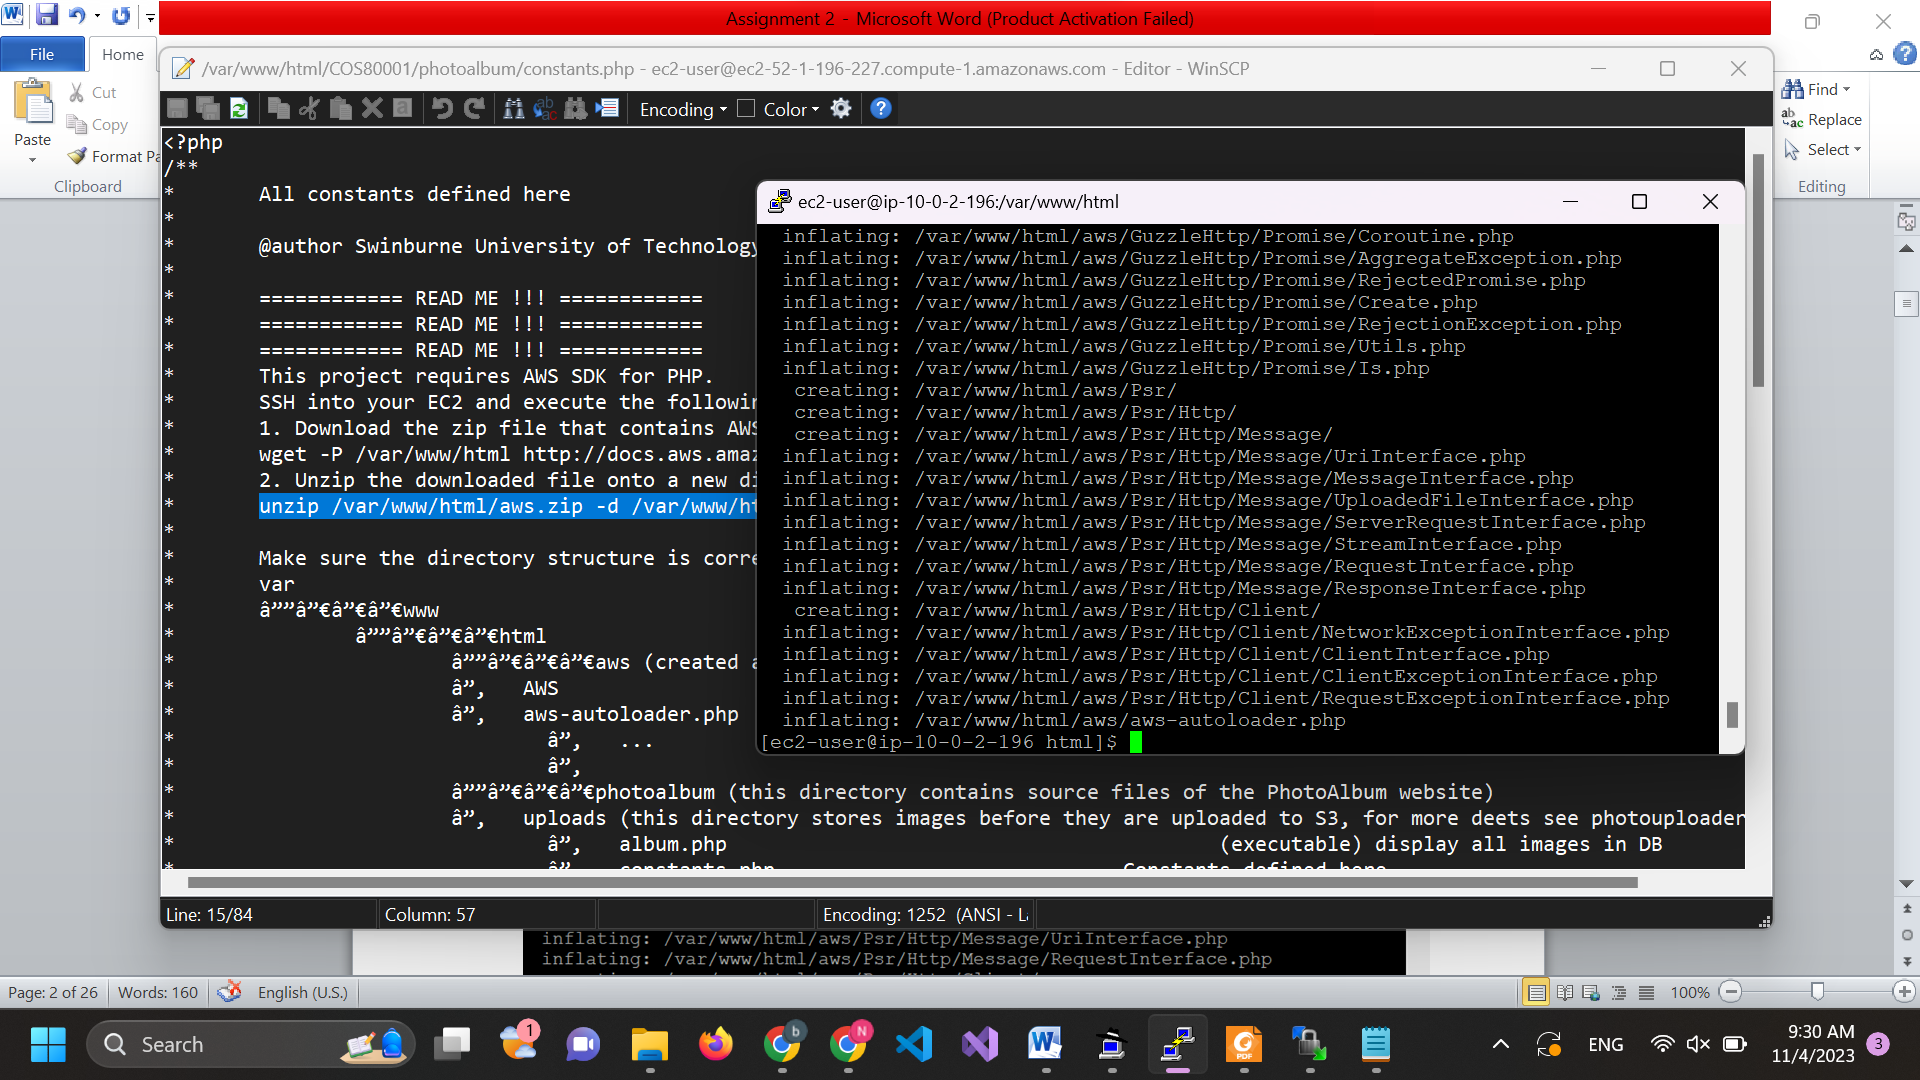 Assignment 2 - Microsoft Word (Product Activation Failed)
File
Home
Cut
Copy
Format Pa
Paste
Clipboard
Find
Replace
Select
Editing
/var/www/html/COS80001/photoalbum/constants.php - ec2-user@ec2-52-1-196-227.compute-1.amazonaws.com - Editor - WinSCP
Encoding
Color
<?php
/**
* All constants defined here
*
* @author Swinburne University of Technology
*
* ============ READ ME !!! ============
* ============ READ ME !!! ============
* ============ READ ME !!! ============
* This project requires AWS SDK for PHP.
* SSH into your EC2 and execute the followin
* 1. Download the zip file that contains AWS
* wget -P /var/www/html http://docs.aws.amaz
* 2. Unzip the downloaded file onto a new di
* unzip /var/www/html/aws.zip -d /var/www/ht
*
* Make sure the directory structure is corre
* var
* â””â”€â”€â”€www
* â””â”€â”€â”€html
* â””â”€â”€â”€aws (created a
* â”‚ AWS
* â”‚ aws-autoloader.php
* â”‚ ...
* â”‚
* â””â”€â”€â”€photoalbum (this directory contains source files of the PhotoAlbum website)
* â”‚ uploads (this directory stores images before they are uploaded to S3, for more deets see photouploader
* â”‚ album.php (executable) display all images in DB
* â”‚ constants.php Constants defined here
ec2-user@ip-10-0-2-196:/var/www/html
inflating: /var/www/html/aws/GuzzleHttp/Promise/Coroutine.php
inflating: /var/www/html/aws/GuzzleHttp/Promise/AggregateException.php
inflating: /var/www/html/aws/GuzzleHttp/Promise/RejectedPromise.php
inflating: /var/www/html/aws/GuzzleHttp/Promise/Create.php
inflating: /var/www/html/aws/GuzzleHttp/Promise/RejectionException.php
inflating: /var/www/html/aws/GuzzleHttp/Promise/Utils.php
inflating: /var/www/html/aws/GuzzleHttp/Promise/Is.php
creating: /var/www/html/aws/Psr/
creating: /var/www/html/aws/Psr/Http/
creating: /var/www/html/aws/Psr/Http/Message/
inflating: /var/www/html/aws/Psr/Http/Message/UriInterface.php
inflating: /var/www/html/aws/Psr/Http/Message/MessageInterface.php
inflating: /var/www/html/aws/Psr/Http/Message/UploadedFileInterface.php
inflating: /var/www/html/aws/Psr/Http/Message/ServerRequestInterface.php
inflating: /var/www/html/aws/Psr/Http/Message/StreamInterface.php
inflating: /var/www/html/aws/Psr/Http/Message/RequestInterface.php
inflating: /var/www/html/aws/Psr/Http/Message/ResponseInterface.php
creating: /var/www/html/aws/Psr/Http/Client/
inflating: /var/www/html/aws/Psr/Http/Client/NetworkExceptionInterface.php
inflating: /var/www/html/aws/Psr/Http/Client/ClientInterface.php
inflating: /var/www/html/aws/Psr/Http/Client/ClientExceptionInterface.php
inflating: /var/www/html/aws/Psr/Http/Client/RequestExceptionInterface.php
inflating: /var/www/html/aws/aws-autoloader.php
[ec2-user@ip-10-0-2-196 html]$
Line: 15/84
Column: 57
Encoding: 1252 (ANSI - La
inflating: /var/www/html/aws/Psr/Http/Message/UriInterface.php
inflating: /var/www/html/aws/Psr/Http/Message/RequestInterface.php
Page: 2 of 26
Words: 160
English (U.S.)
100%
Search
1
b
N
PDF
ENG
9:30 AM
11/4/2023
3